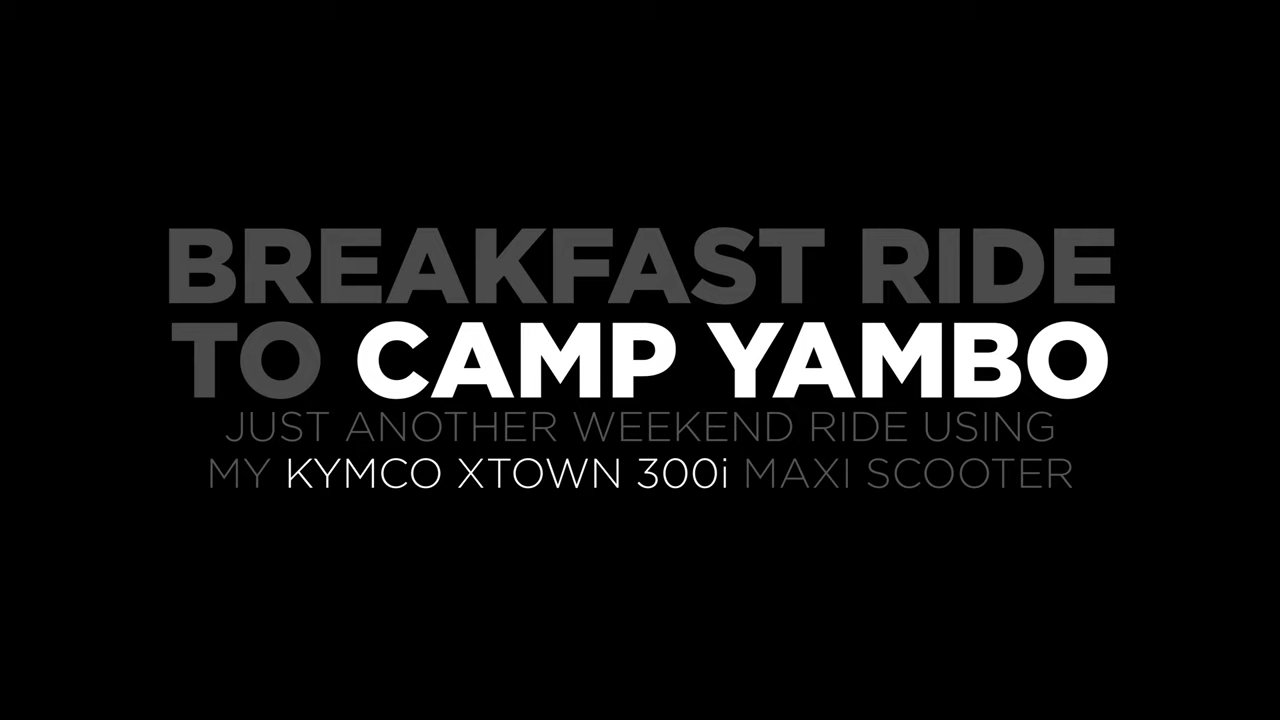 BREAKFAST RIDE
TO CAMP YAMBO
JUST ANOTHER WEEKEND RIDE USING
MY KYMCO XTOWN 300i MAXI SCOOTER